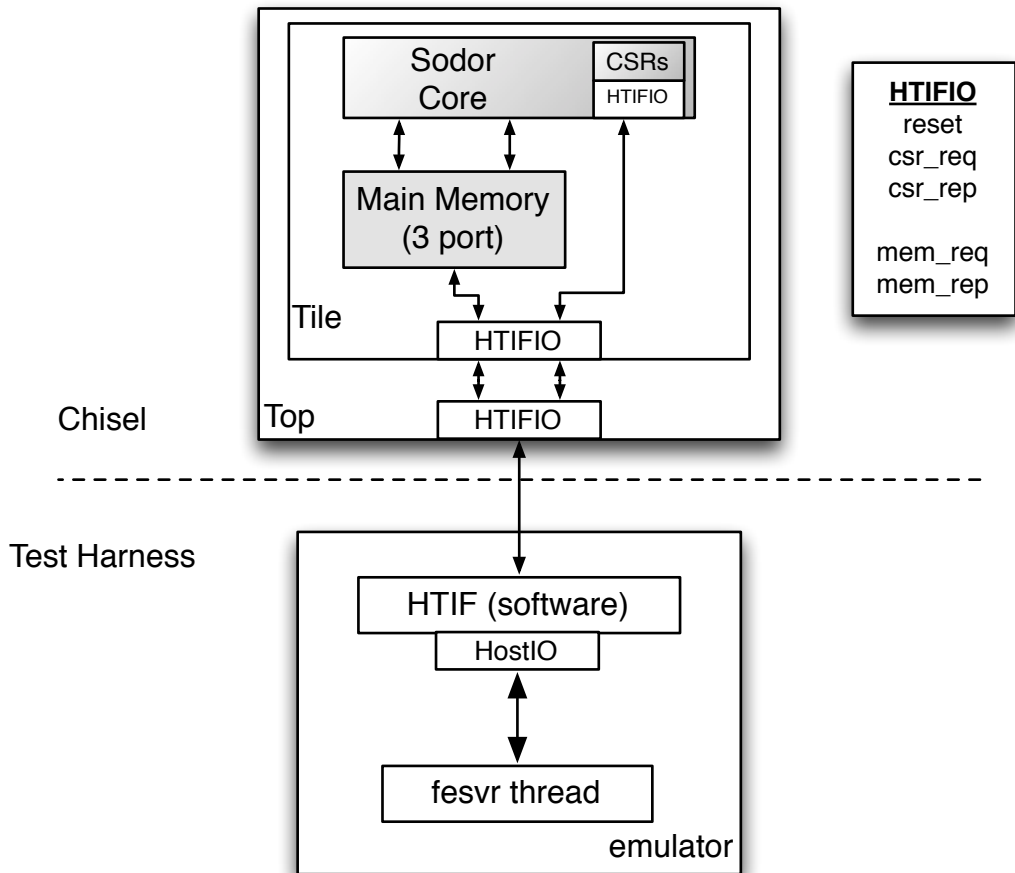 Sodor
Core
CSRs
HTIFIO
Main Memory
(3 port)
Tile
HTIFIO
Top
HTIFIO
Chisel
HTIFIO
reset
csr_req
csr_rep
mem_req
mem_rep
Test Harness
HTIF (software)
HostIO
fesvr thread
emulator